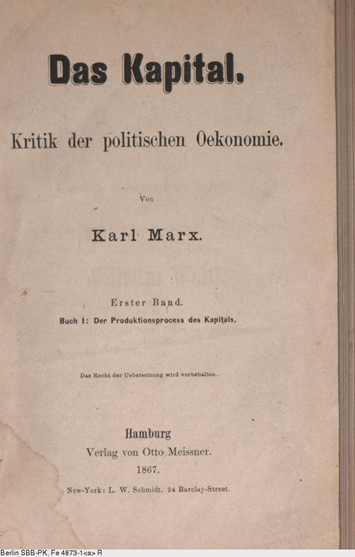 Das Kapital.
Kritik der politischen Oekonomie.
Von
Karl Marx.
Erster Band.
Buch I: Der Produktionsprocess des Kapitals.
Das Recht der Uebersetzung wird vorbehalten.
Hamburg
Verlag von Otto Meissner.
1867.
New-York: L. W. Schmidt. 24 Barclay-Street.
Berlin SBB-PK, Fe 4873-1<a> R